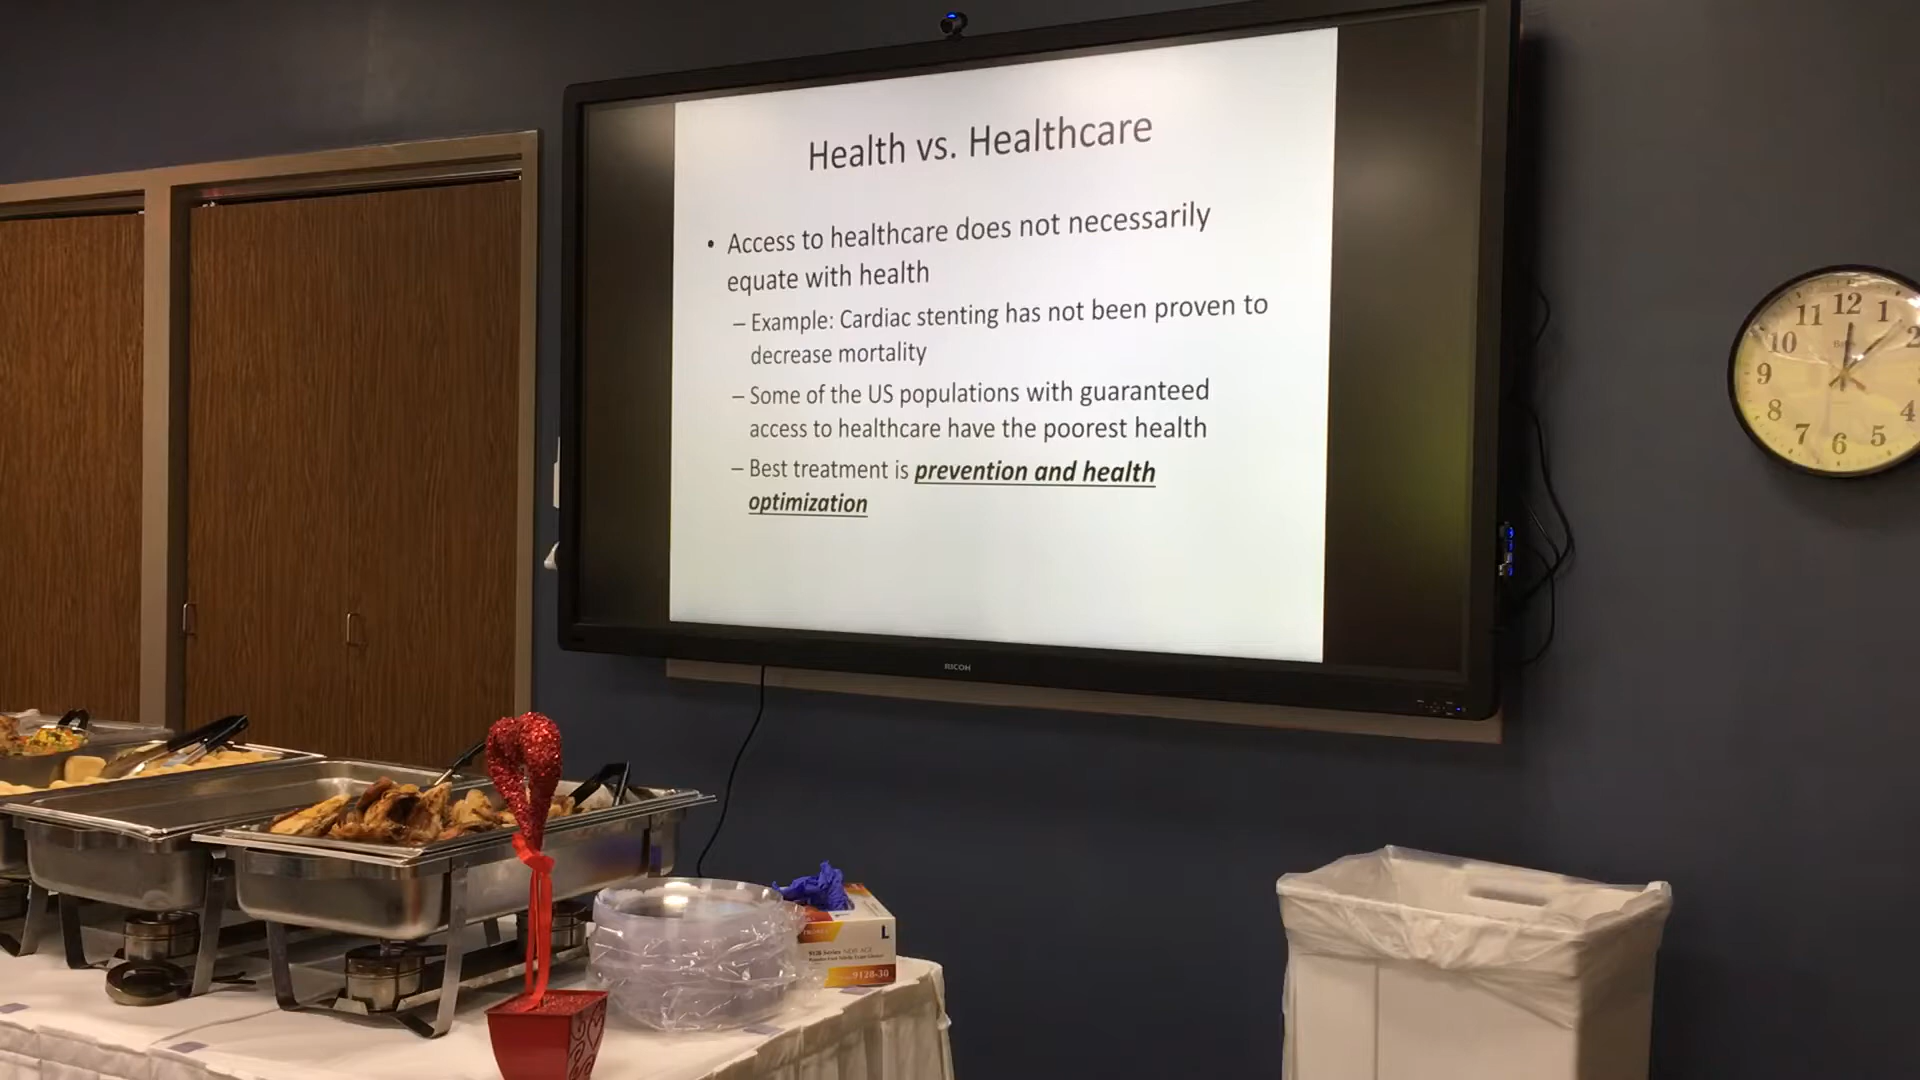 Health vs. Healthcare
• Access to healthcare does not necessarily
equate with health
– Example: Cardiac stenting has not been proven to
decrease mortality
– Some of the US populations with guaranteed
access to healthcare have the poorest health
– Best treatment is prevention and health
optimization
RICOH
11 12 1
10 2
9
8 4
7 6 5
L
9128-30